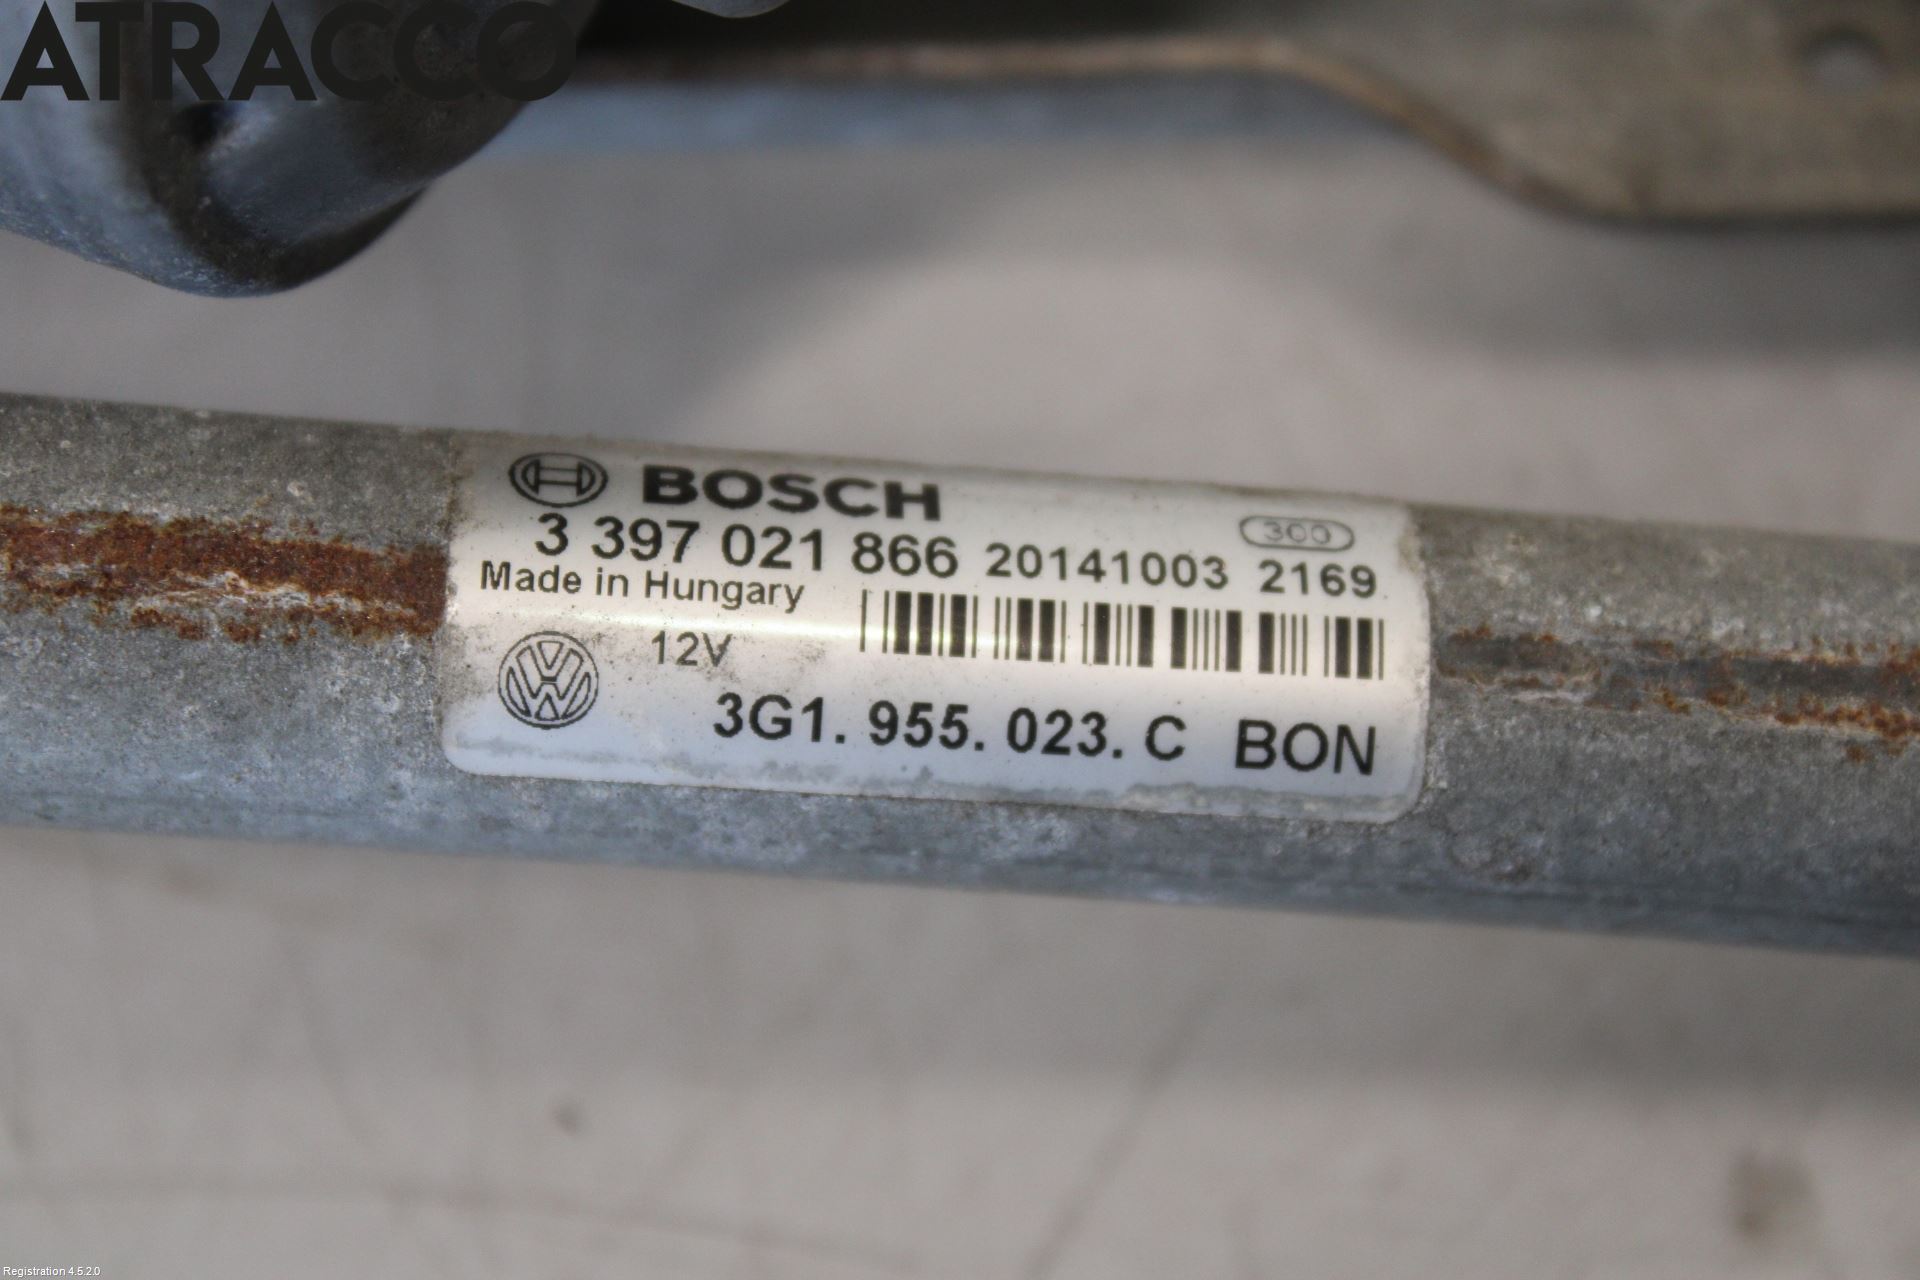 ATRACCO
BOSCH
300
3 397 021 866 20141003 2169
Made in Hungary
12V
3G1. 955. 023. C BON
Registration 4.5.2.0